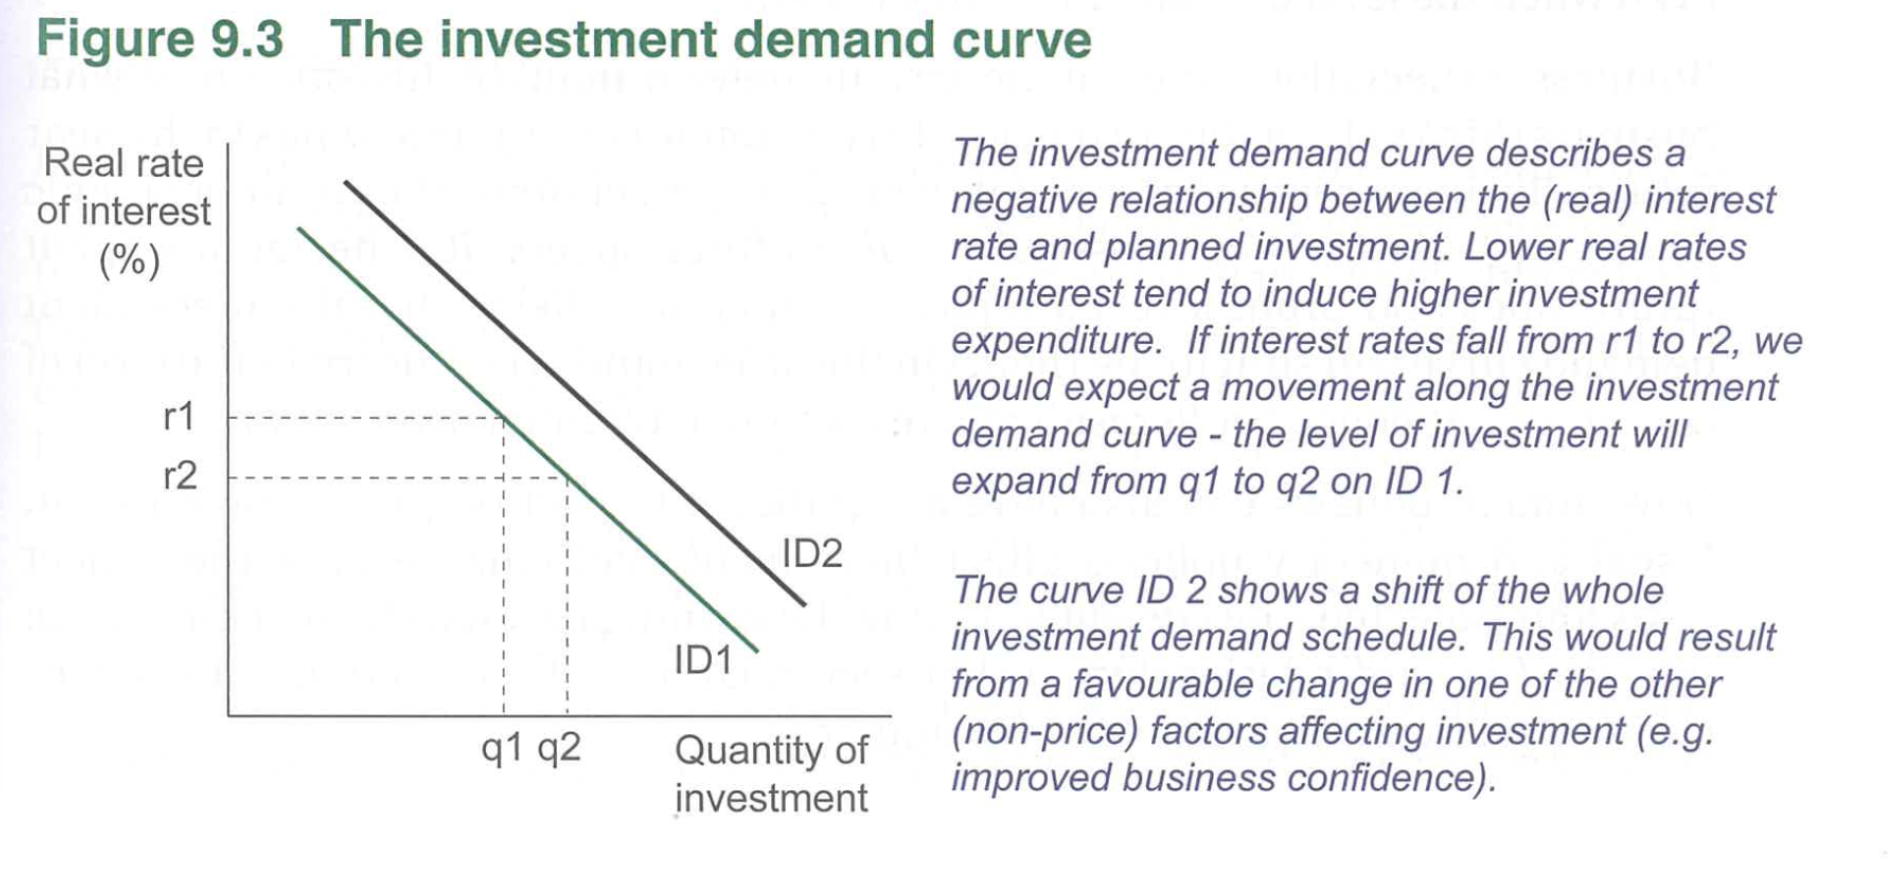 Figure 9.3 The investment demand curve
Real rate
of interest
(%)
r1
r2
ID2
ID1
q1 q2
Quantity of
investment
The investment demand curve describes a
negative relationship between the (real) interest
rate and planned investment. Lower real rates
of interest tend to induce higher investment
expenditure. If interest rates fall from r1 to r2, we
would expect a movement along the investment
demand curve - the level of investment will
expand from q1 to q2 on ID 1.
The curve ID 2 shows a shift of the whole
investment demand schedule. This would result
from a favourable change in one of the other
(non-price) factors affecting investment (e.g.
improved business confidence).